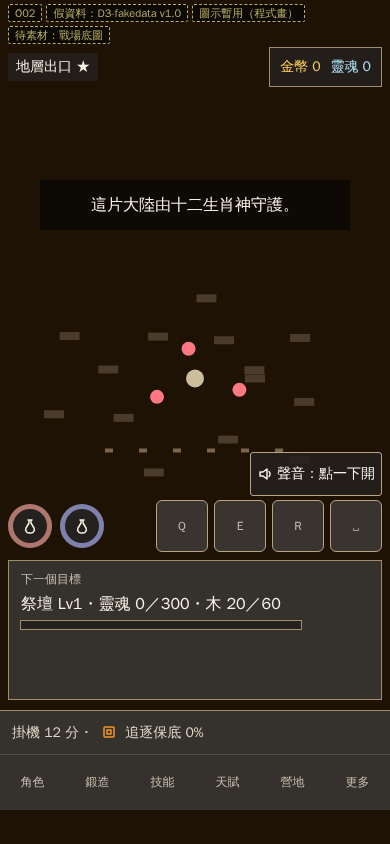 002 假資料：D3-fakedata v1.0 圖示暫用（程式畫）
待素材：戰場底圖
地層出口 ★ 金幣 0 靈魂 0
這片大陸由十二生肖神守護。
聲音：點一下開
Q E R ⎵
下一個目標
祭壇 Lv1・靈魂 0／300・木 20／60
掛機 12 分・ 追逐保底 0%
角色 鍛造 技能 天賦 營地 更多